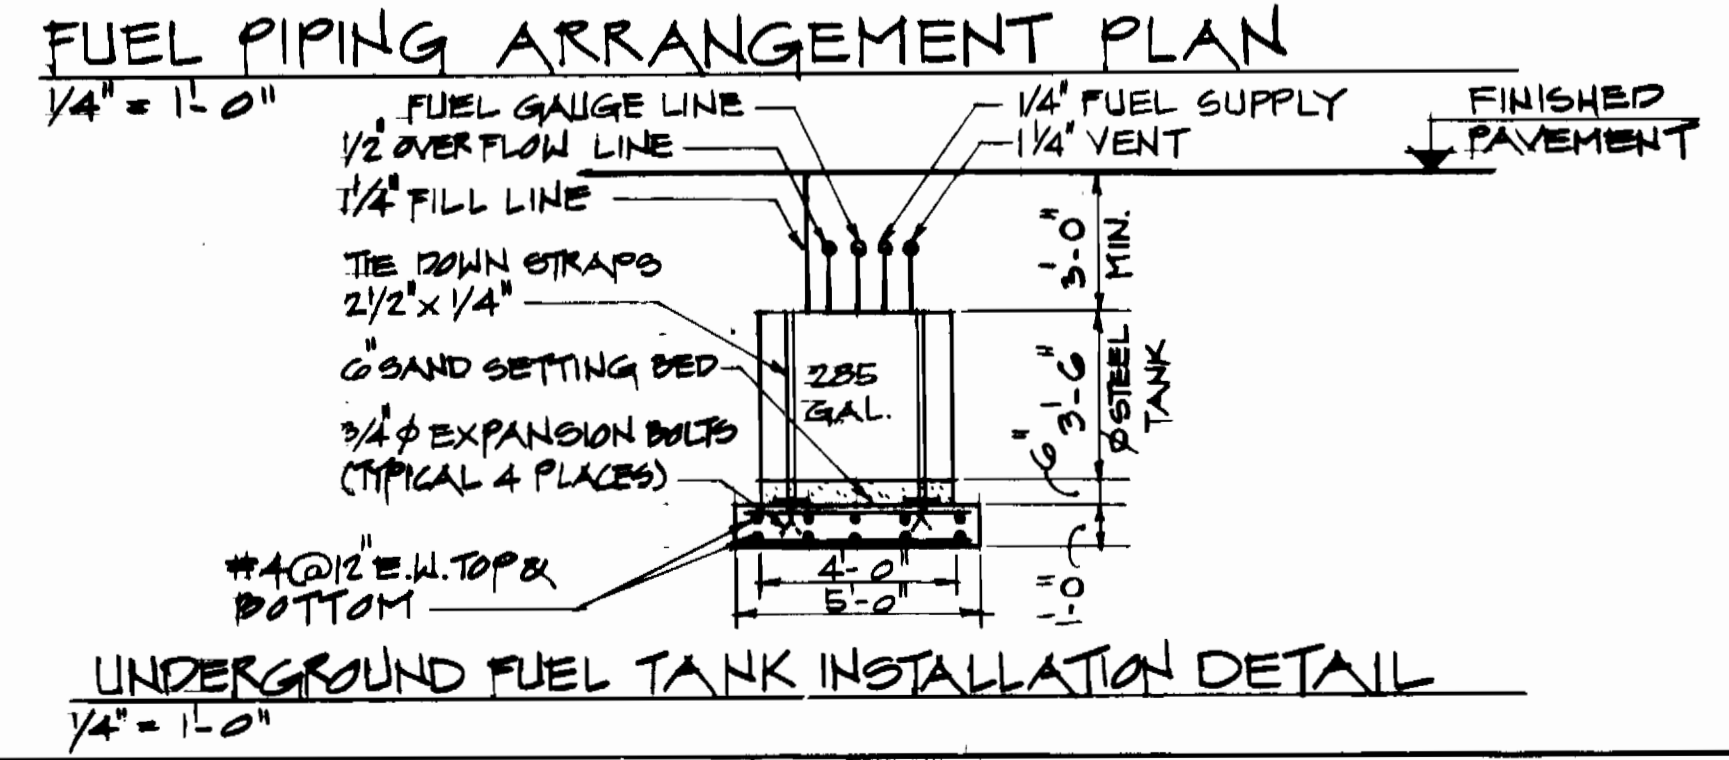 FUEL PIPING ARRANGEMENT PLAN
1/4" = 1'-0"
FUEL GAUGE LINE
1/2" OVERFLOW LINE
1 1/4" FILL LINE
1/4" FUEL SUPPLY
1 1/4" VENT
FINISHED
PAVEMENT
TIE DOWN STRAPS
2 1/2" x 1/4"
6" SAND SETTING BED
3/4" φ EXPANSION BOLTS
(TYPICAL 4 PLACES)
#4@12" E.W. TOP &
BOTTOM
285
GAL.
3'-0"
MIN.
3'-6"
φ STEEL
TANK
6"
1'-0"
4'-0"
5'-0"
UNDERGROUND FUEL TANK INSTALLATION DETAIL
1/4" = 1'-0"